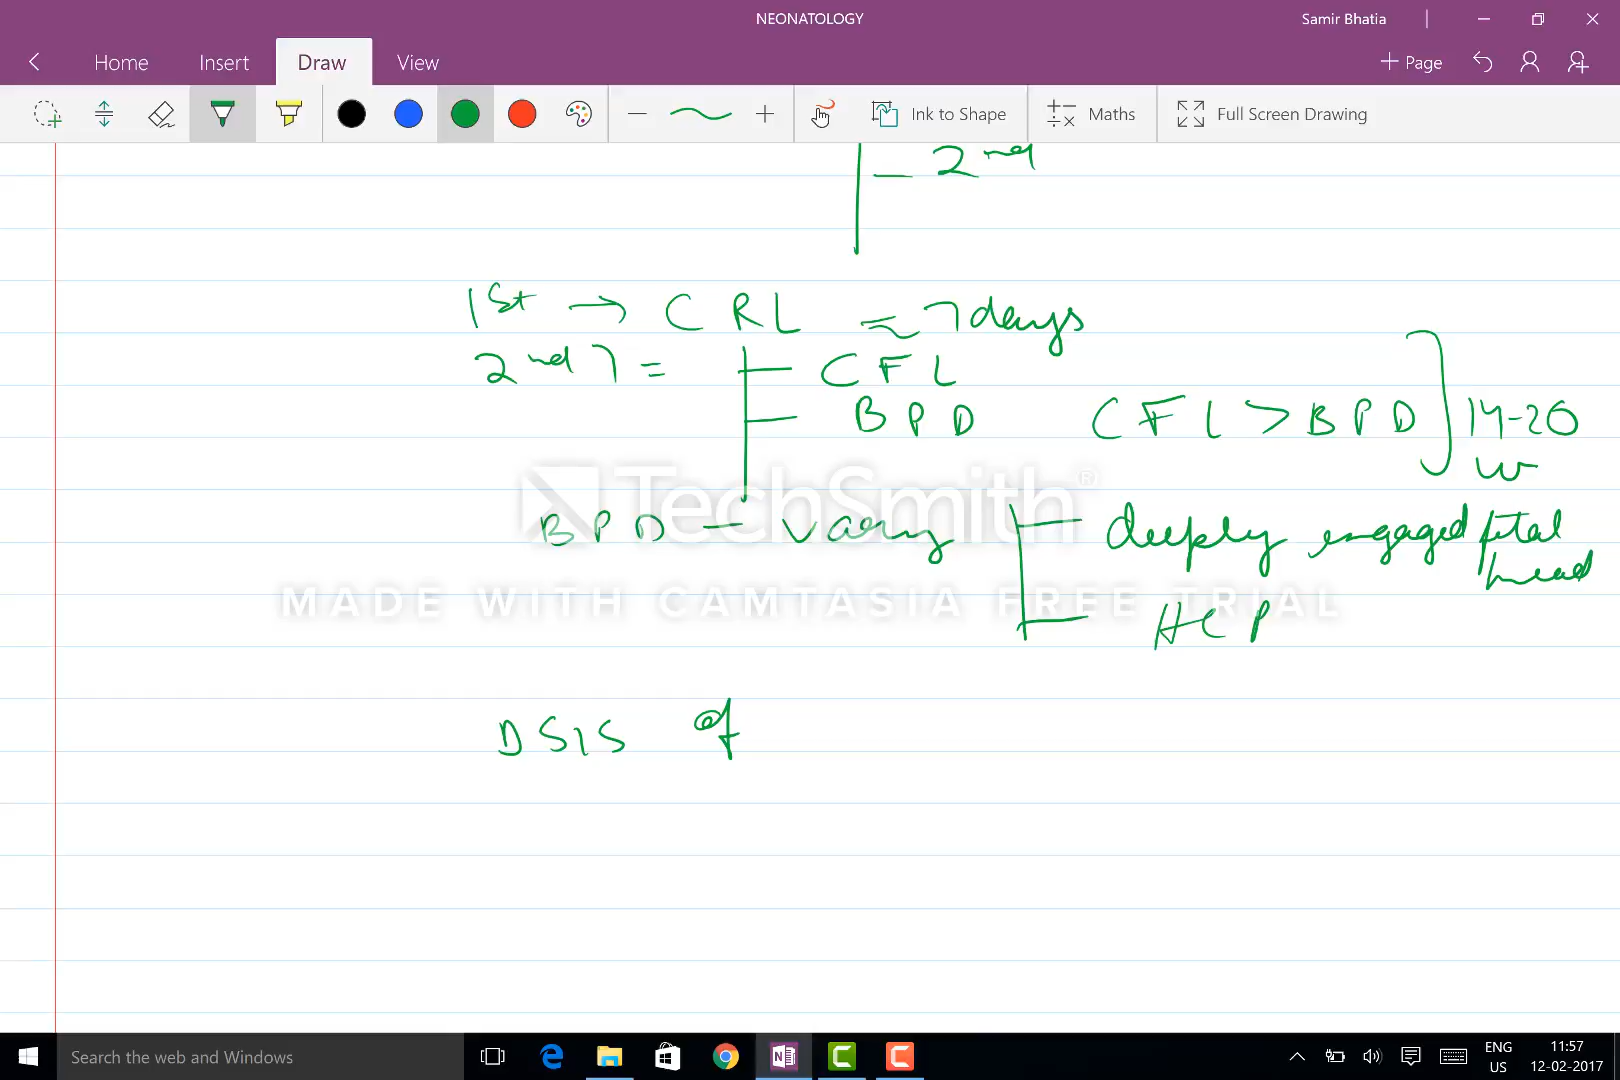 NEONATOLOGY
Samir Bhatia
Home Insert Draw View
Page
Ink to Shape Maths Full Screen Drawing
2nd
1st → CRL ≈ 7 days
2nd T = CFL
BPD CFL > BPD ] 14-20
w
TechSmith®
BPD - Vary deeply engaged fetal
head
MADE WITH CAMTASIA FREE TRIAL
HCP
DSIS of
Search the web and Windows
ENG
US
11:57
12-02-2017